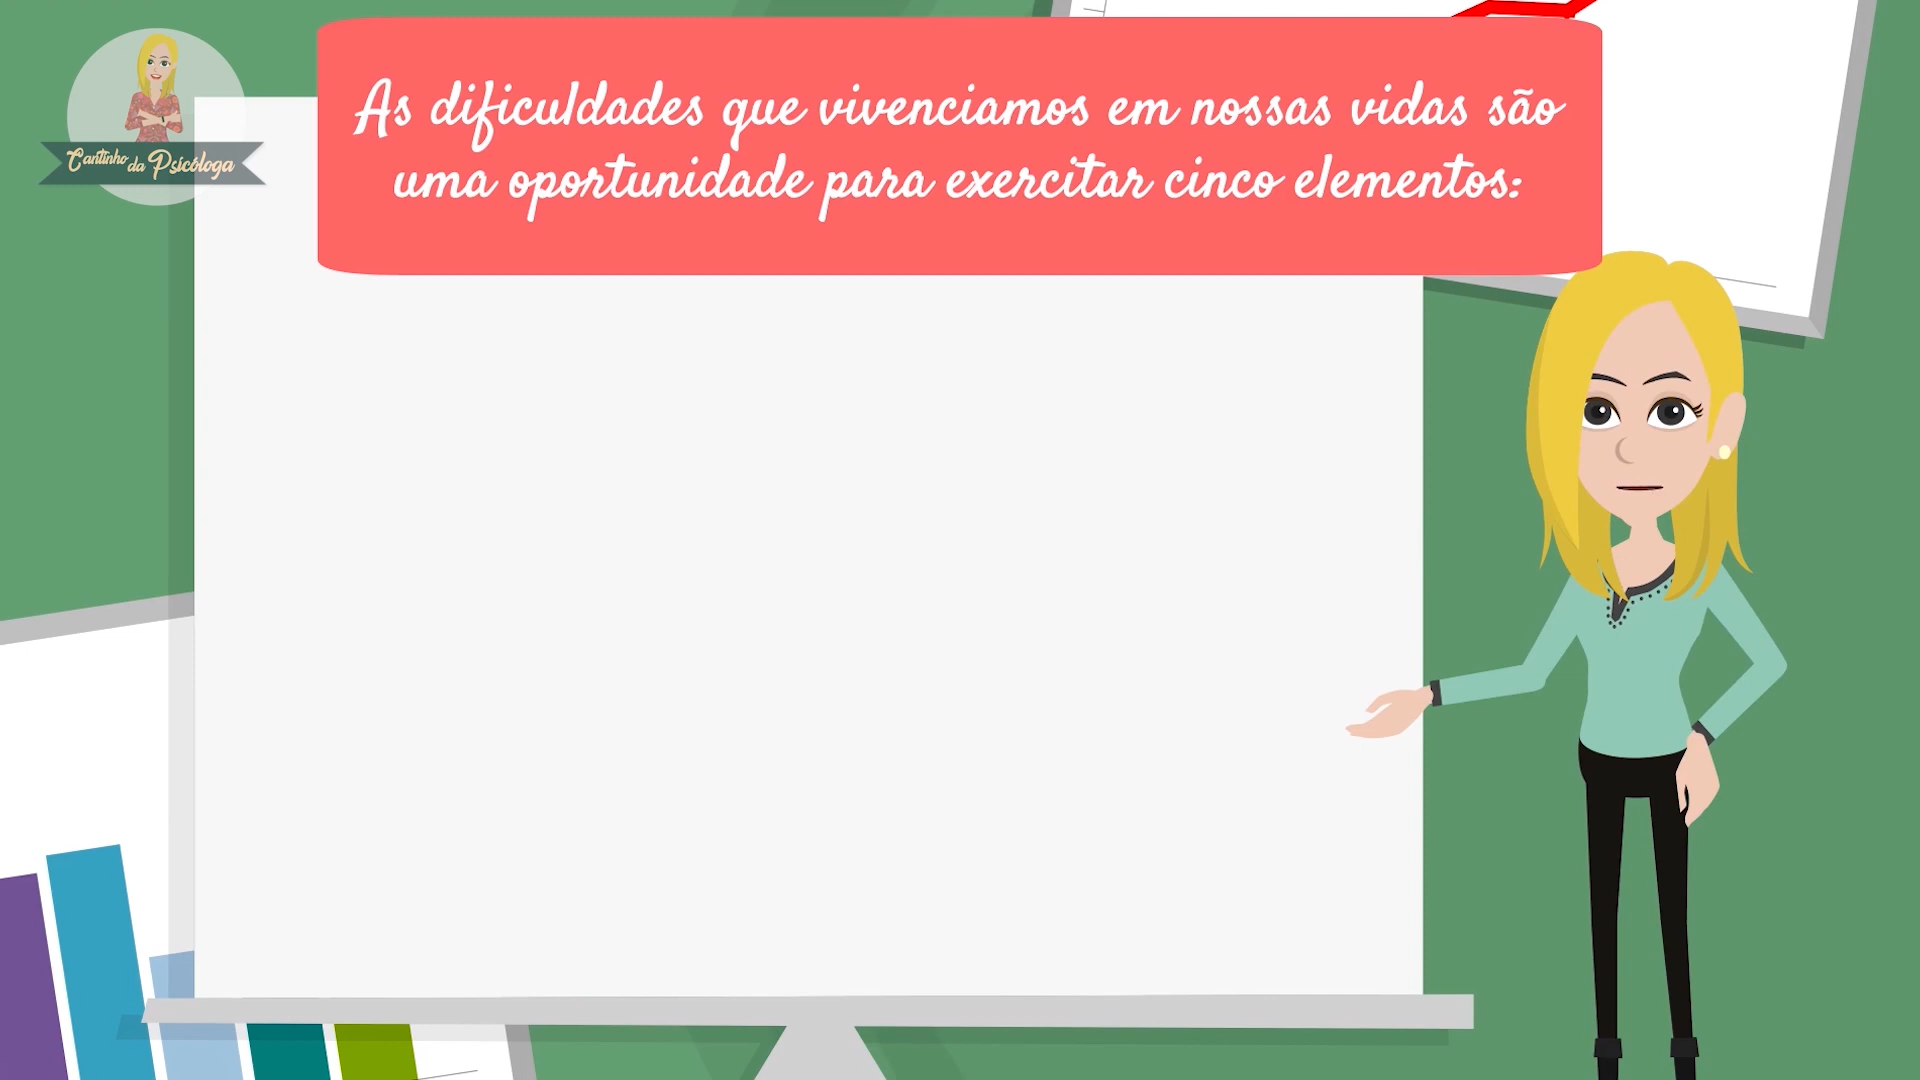 Cantinho da Psicóloga
As dificuldades que vivenciamos em nossas vidas são
uma oportunidade para exercitar cinco elementos: